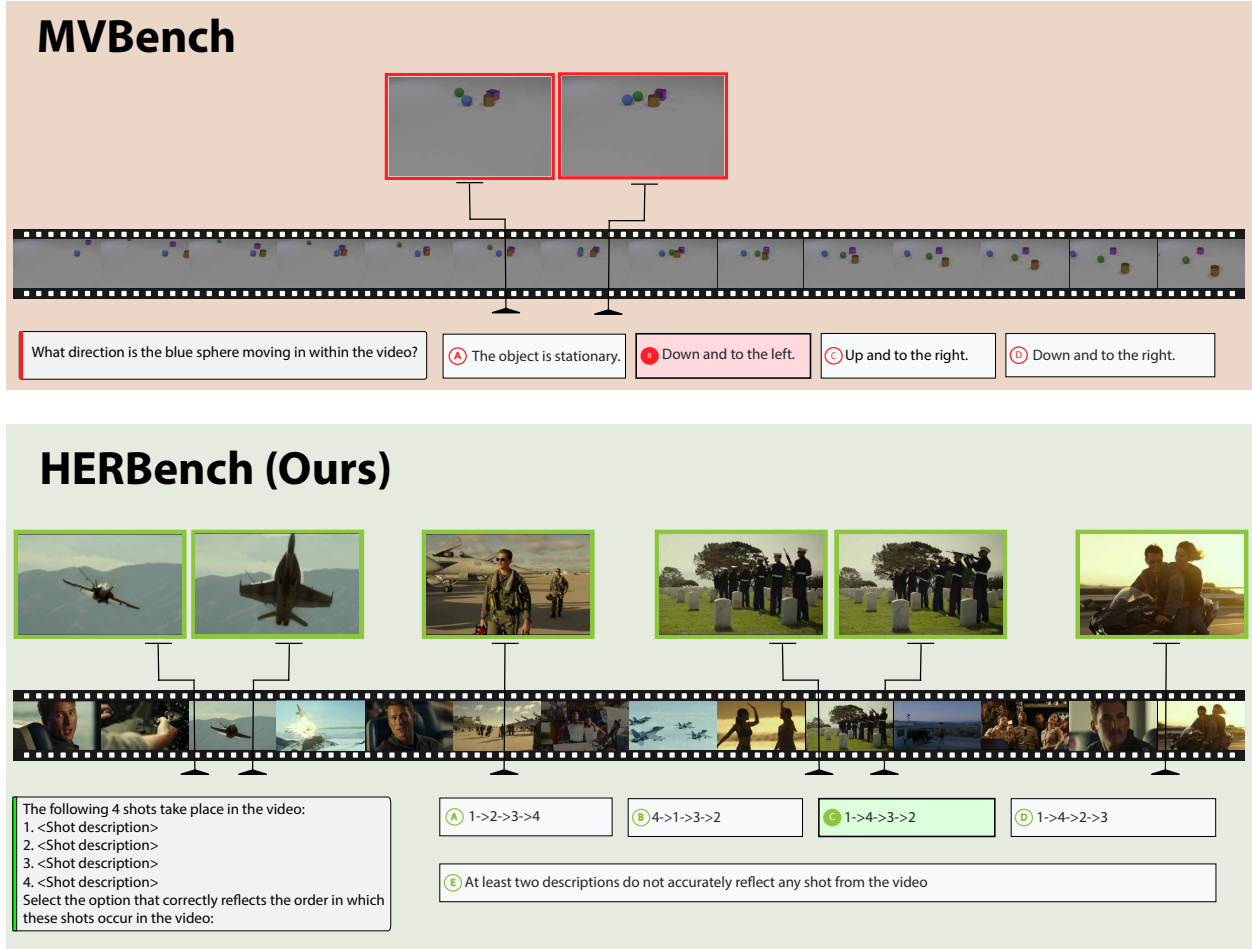 MVBench
What direction is the blue sphere moving in within the video?
A The object is stationary.
B Down and to the left.
C Up and to the right.
D Down and to the right.
HERBench (Ours)
The following 4 shots take place in the video:
1. <Shot description>
2. <Shot description>
3. <Shot description>
4. <Shot description>
Select the option that correctly reflects the order in which
these shots occur in the video:
A 1->2->3->4
B 4->1->3->2
C 1->4->3->2
D 1->4->2->3
E At least two descriptions do not accurately reflect any shot from the video